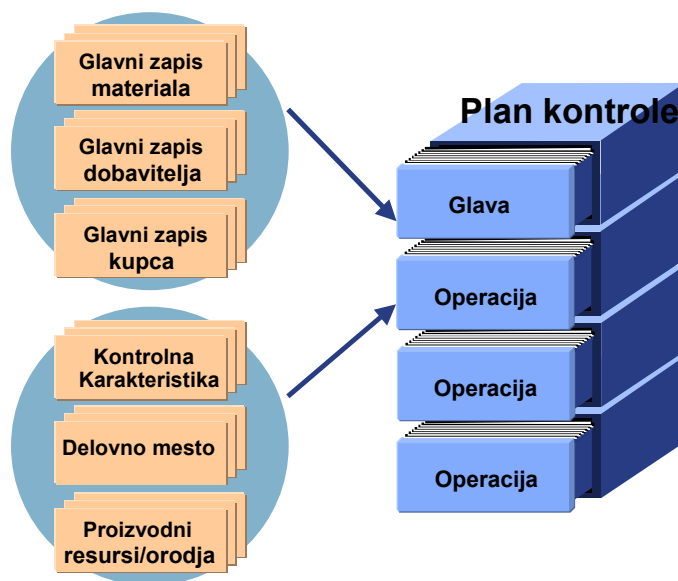 Glavni zapis
materiala
Glavni zapis
dobavitelja
Glavni zapis
kupca
Kontrolna
Karakteristika
Delovno mesto
Proizvodni
resursi/orodja
Plan kontrole
Glava
Operacija
Operacija
Operacija